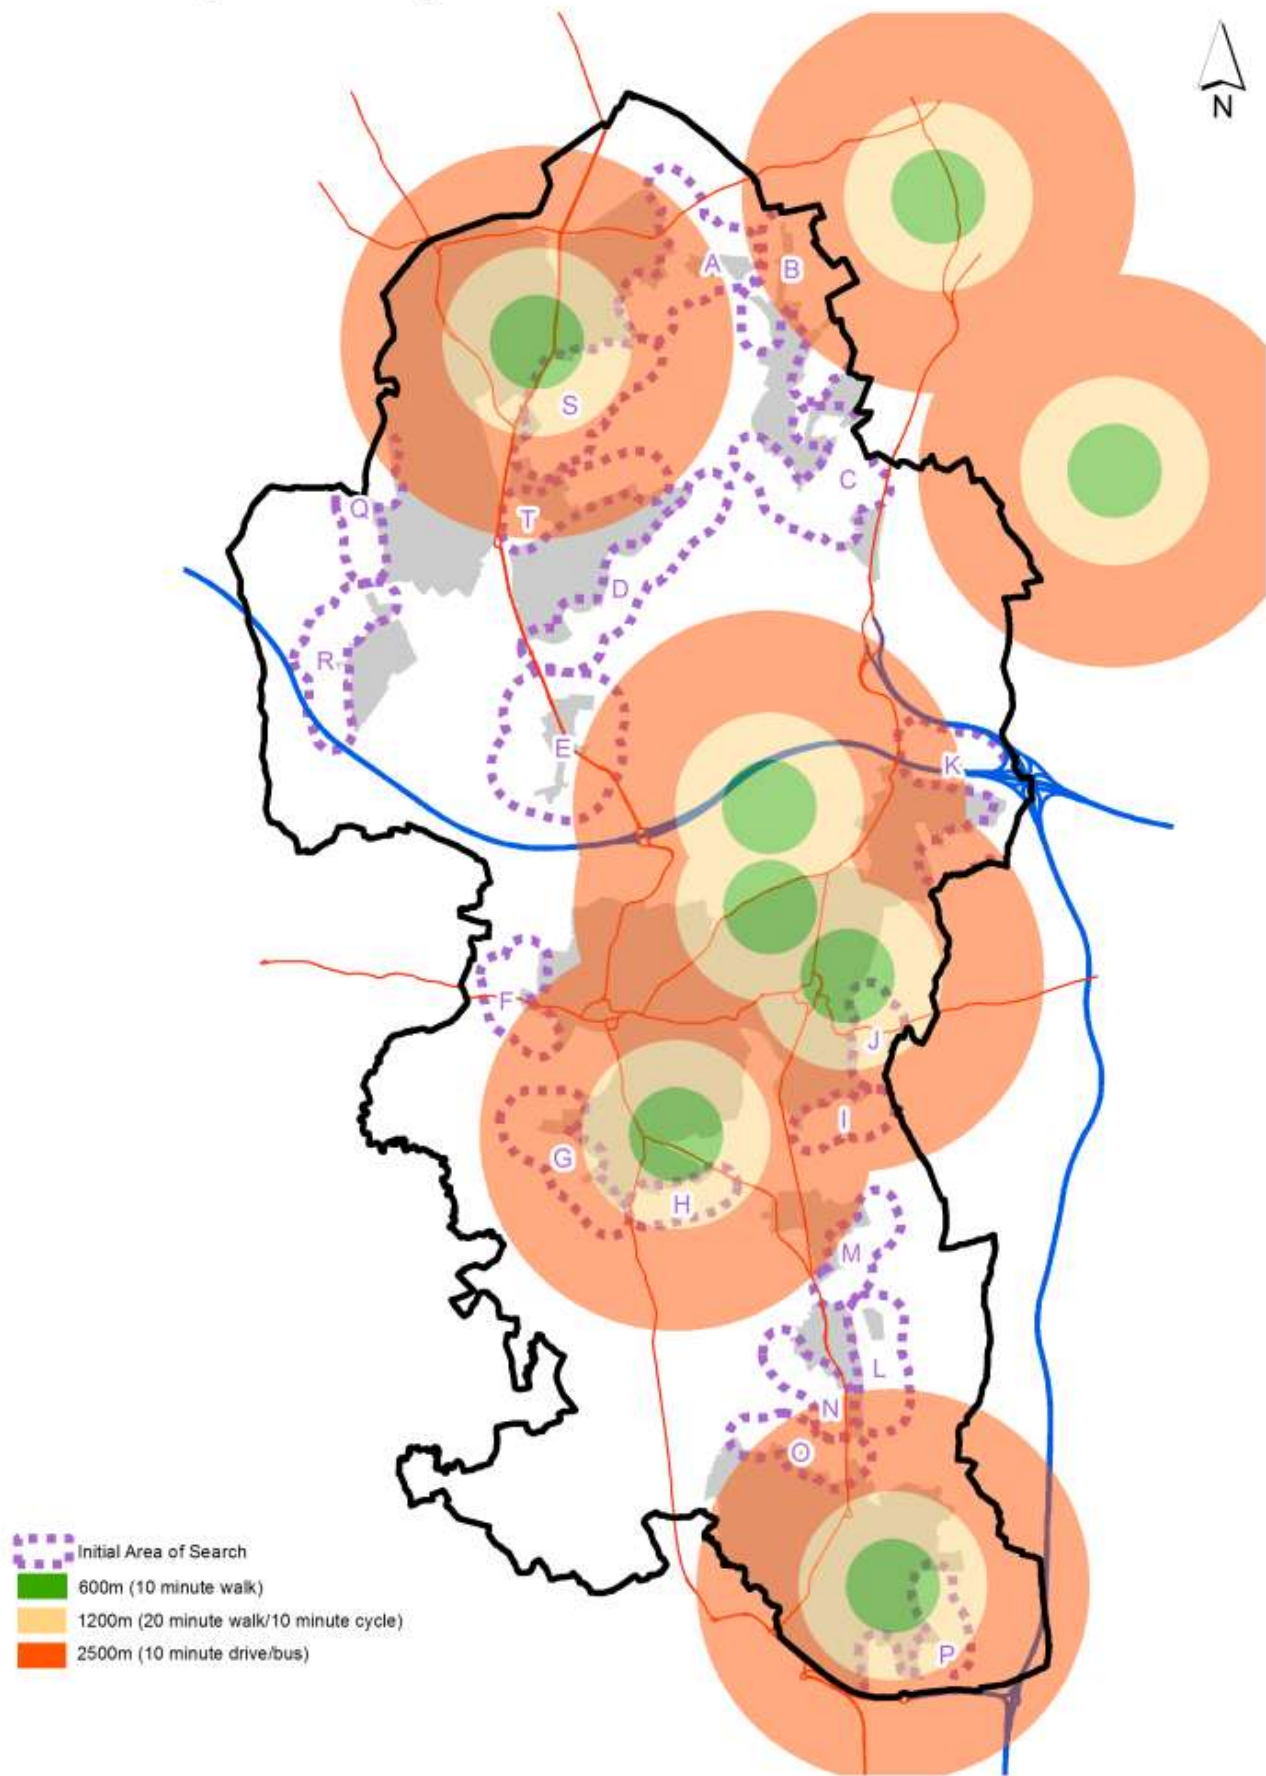 N
A
B
S
C
Q
T
D
R
E
K
F
J
I
G
H
M
L
N
O
P
Initial Area of Search
600m (10 minute walk)
1200m (20 minute walk/10 minute cycle)
2500m (10 minute drive/bus)